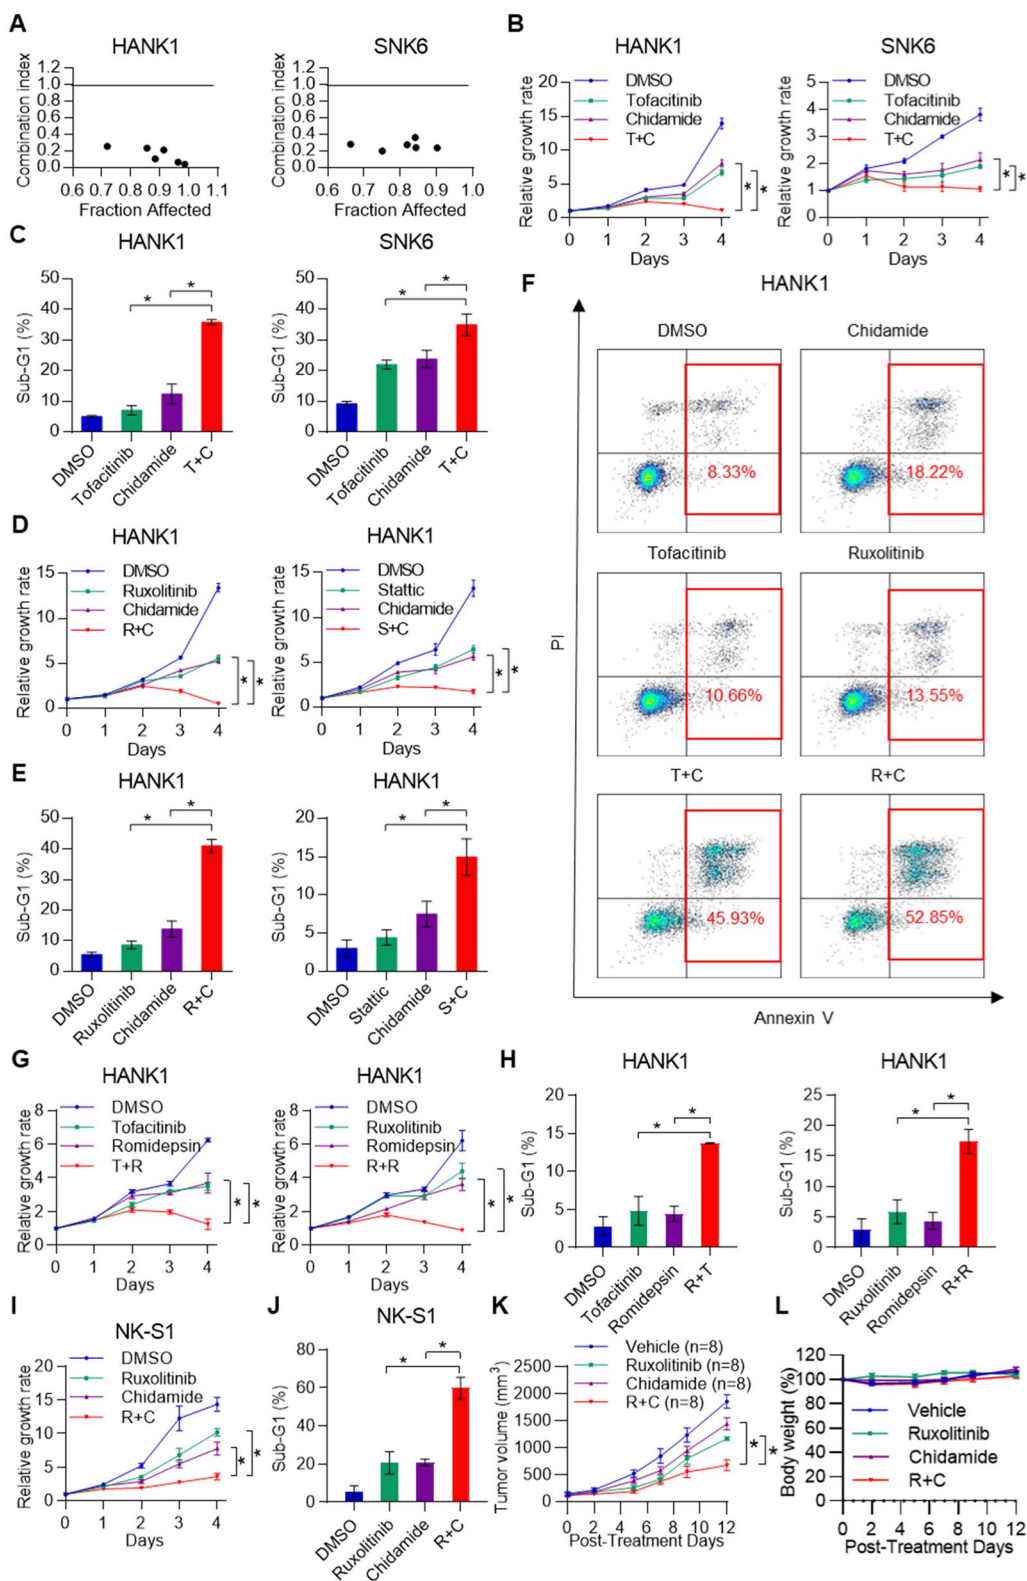 A
HANK1
Combination index
1.2
1.0
0.8
0.6
0.4
0.2
0.0
0.6 0.7 0.8 0.9 1.0 1.1
Fraction Affected
SNK6
Combination index
1.2
1.0
0.8
0.6
0.4
0.2
0.0
0.6 0.7 0.8 0.9 1.0
Fraction Affected
B
HANK1
Relative growth rate
20
15
10
5
0
DMSO
Tofacitinib
Chidamide
T+C
* *
0 1 2 3 4
Days
SNK6
Relative growth rate
5
4
3
2
1
0
DMSO
Tofacitinib
Chidamide
T+C
* *
0 1 2 3 4
Days
C
HANK1
Sub-G1 (%)
50
40
30
20
10
0
*
*
DMSO
Tofacitinib
Chidamide
T+C
SNK6
Sub-G1 (%)
50
40
30
20
10
0
*
*
DMSO
Tofacitinib
Chidamide
T+C
D
HANK1
Relative growth rate
15
10
5
0
DMSO
Ruxolitinib
Chidamide
R+C
* *
0 1 2 3 4
Days
HANK1
Relative growth rate
15
10
5
0
DMSO
Stattic
Chidamide
S+C
* *
0 1 2 3 4
Days
E
HANK1
Sub-G1 (%)
50
40
30
20
10
0
*
*
DMSO
Ruxolitinib
Chidamide
R+C
HANK1
Sub-G1 (%)
20
15
10
5
0
*
*
DMSO
Stattic
Chidamide
S+C
F
HANK1
DMSO
8.33%
Chidamide
18.22%
Tofacitinib
10.66%
Ruxolitinib
13.55%
T+C
45.93%
R+C
52.85%
PI
Annexin V
G
HANK1
Relative growth rate
8
6
4
2
0
DMSO
Tofacitinib
Romidepsin
T+R
* *
0 1 2 3 4
Days
HANK1
Relative growth rate
8
6
4
2
0
DMSO
Ruxolitinib
Romidepsin
R+R
* *
0 1 2 3 4
Days
H
HANK1
Sub-G1 (%)
20
15
10
5
0
*
*
DMSO
Tofacitinib
Romidepsin
R+T
HANK1
Sub-G1 (%)
25
20
15
10
5
0
*
*
DMSO
Ruxolitinib
Romidepsin
R+R
I
NK-S1
Relative growth rate
20
15
10
5
0
DMSO
Ruxolitinib
Chidamide
R+C
* *
0 1 2 3 4
Days
J
NK-S1
Sub-G1 (%)
80
60
40
20
0
*
*
DMSO
Ruxolitinib
Chidamide
R+C
K
Tumor volume (mm³)
2500
2000
1500
1000
500
0
Vehicle (n=8)
Ruxolitinib (n=8)
Chidamide (n=8)
R+C (n=8)
* *
0 2 4 6 8 10 12
Post-Treatment Days
L
Body weight (%)
120
100
80
60
40
20
0
Vehicle
Ruxolitinib
Chidamide
R+C
0 2 4 6 8 10 12
Post-Treatment Days